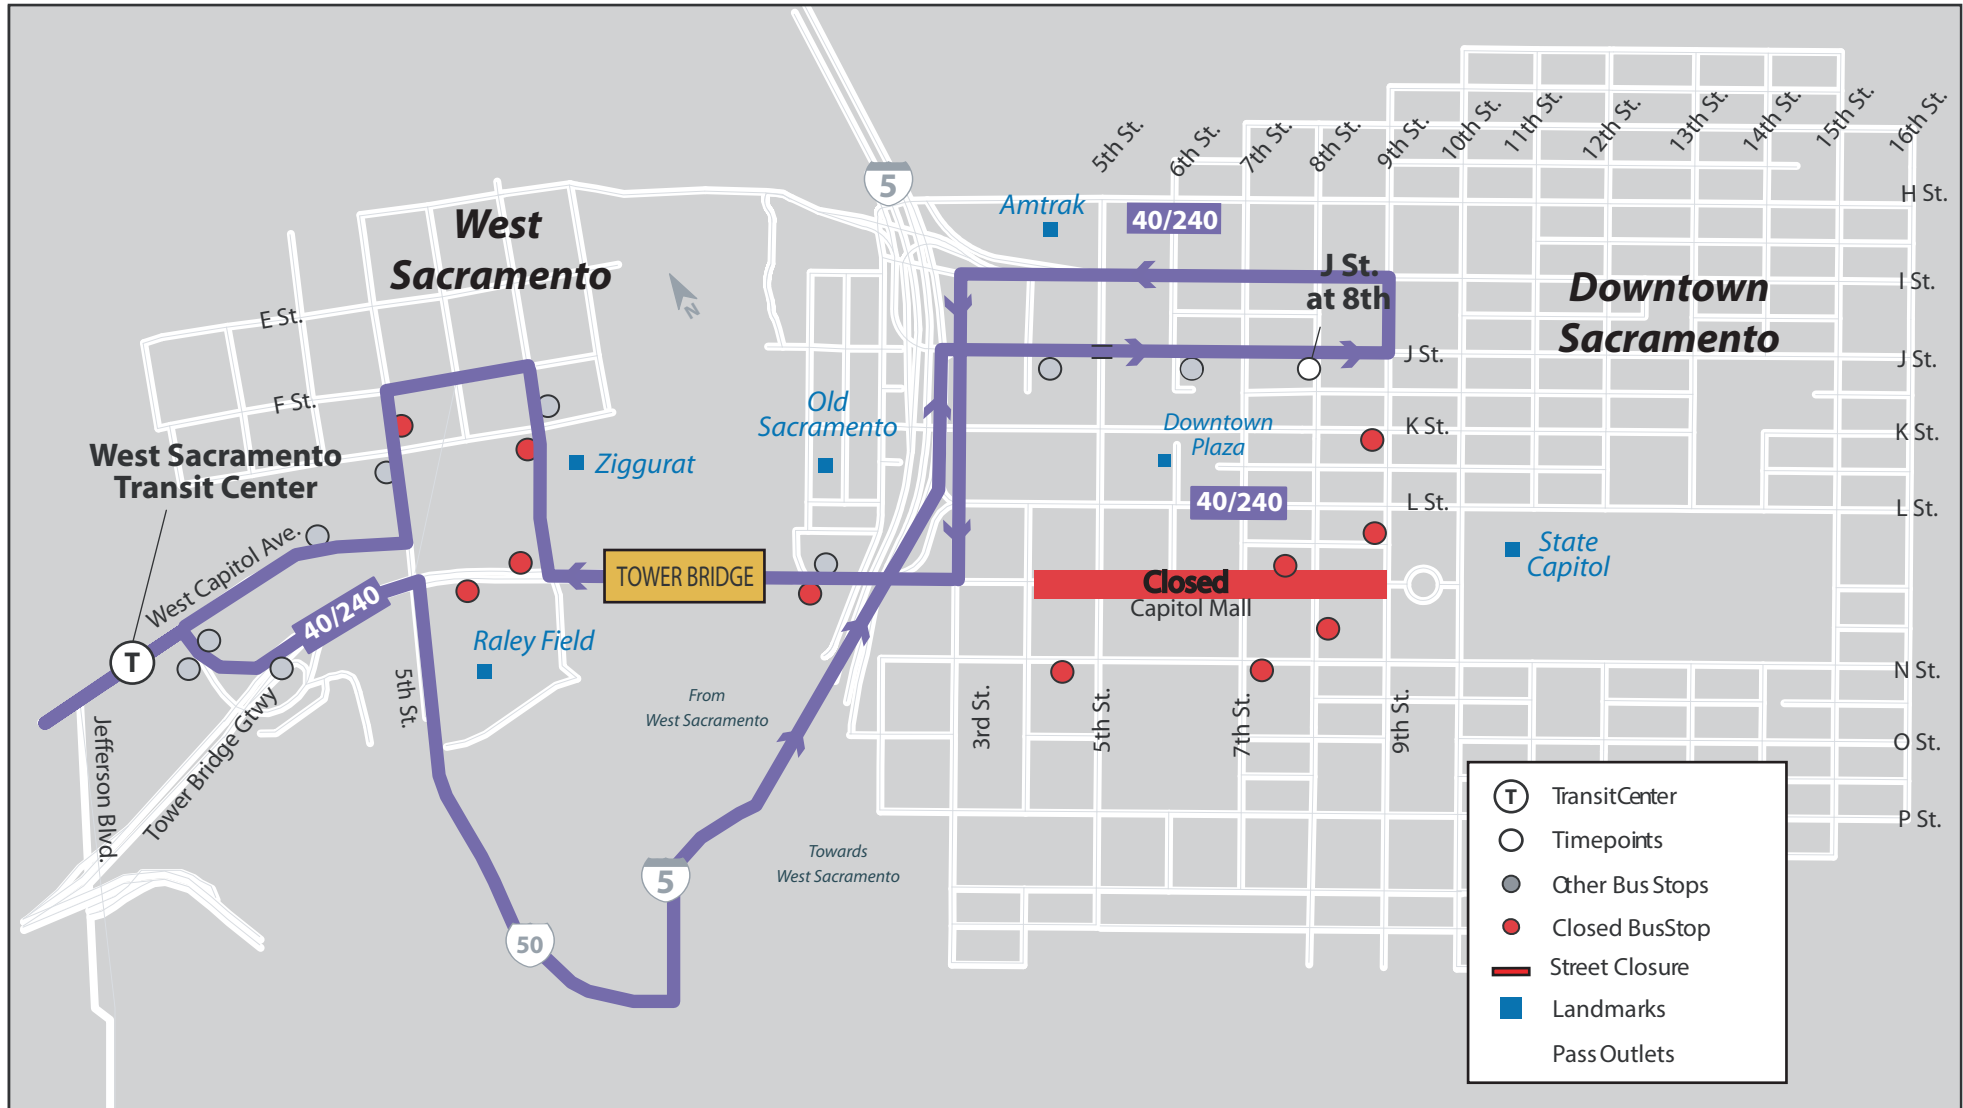 5th St.
6th St.
7th St.
8th St.
9th St.
10th St.
11th St.
12th St.
13th St.
14th St.
15th St.
16th St.
5
H St.
Amtrak
40/240
West
Sacramento
N
J St.
at 8th
Downtown
Sacramento
I St.
E St.
J St.
J St.
F St.
Old
Sacramento
Downtown
Plaza
K St.
K St.
West Sacramento
Transit Center
Ziggurat
40/240
L St.
L St.
West Capitol Ave.
State
Capitol
TOWER BRIDGE
Closed
Capitol Mall
40/240
T
Raley Field
N St.
5th St.
From
West Sacramento
3rd St.
5th St.
7th St.
9th St.
Jefferson Blvd.
Tower Bridge Gtwy
O St.
P St.
Towards
West Sacramento
5
50
T
Transit Center
Timepoints
Other Bus Stops
Closed Bus Stop
Street Closure
Landmarks
Pass Outlets